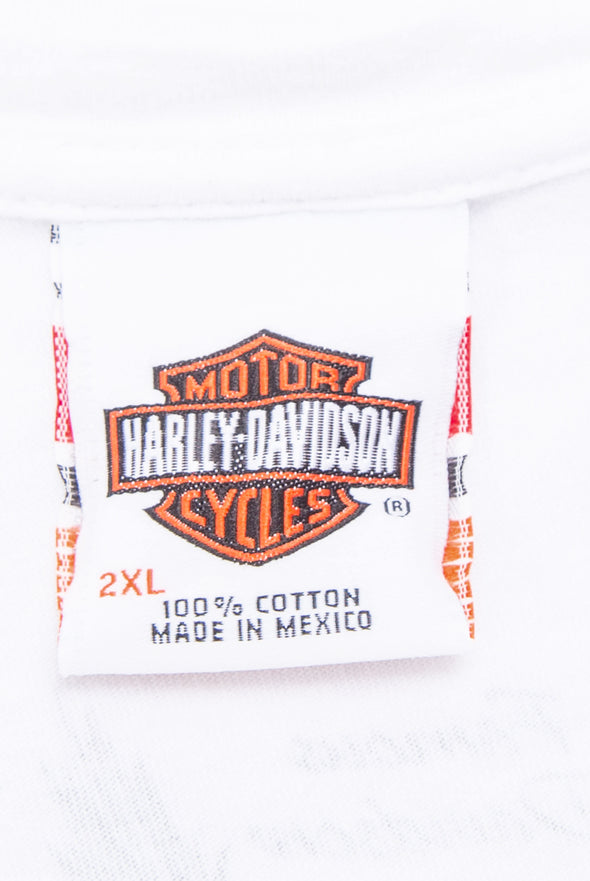 MOTOR
HARLEY-DAVIDSON
CYCLES
®
2XL
100% COTTON
MADE IN MEXICO